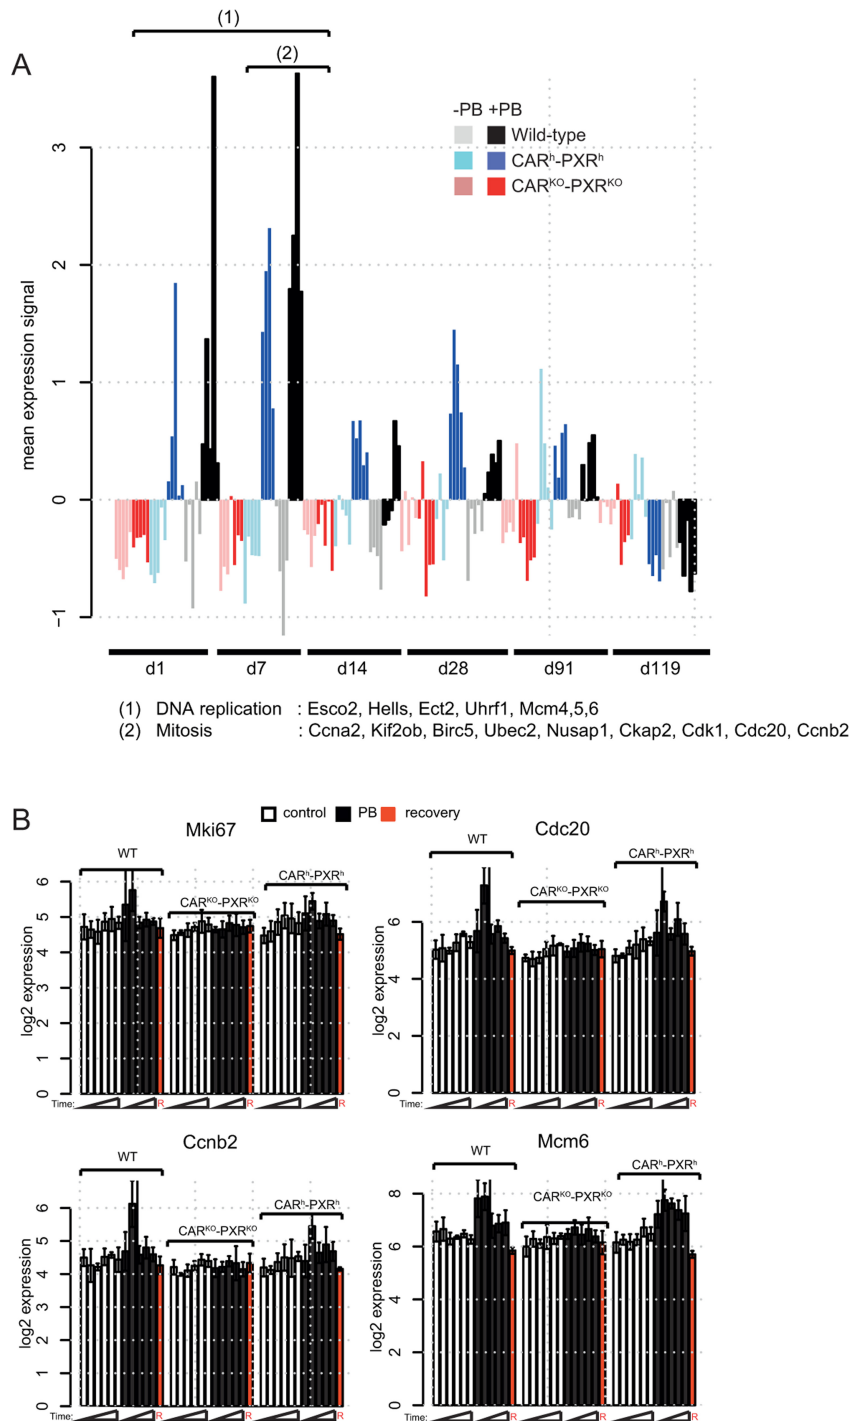 (1)
(2)
A
-PB +PB
Wild-type
CARʰ-PXRʰ
CARᴷᴼ-PXRᴷᴼ
mean expression signal
3
2
1
0
−1
d1 d7 d14 d28 d91 d119
(1) DNA replication : Esco2, Hells, Ect2, Uhrf1, Mcm4,5,6
(2) Mitosis : Ccna2, Kif2ob, Birc5, Ubec2, Nusap1, Ckap2, Cdk1, Cdc20, Ccnb2
B
control PB recovery
Mki67
WT
CARᴷᴼ-PXRᴷᴼ
CARʰ-PXRʰ
log2 expression
6
5
4
3
2
1
0
Time: R R R
Cdc20
WT
CARᴷᴼ-PXRᴷᴼ
CARʰ-PXRʰ
log2 expression
6
4
2
0
Time: R R R
Ccnb2
WT
CARᴷᴼ-PXRᴷᴼ
CARʰ-PXRʰ
log2 expression
6
5
4
3
2
1
0
Time: R R R
Mcm6
WT
CARᴷᴼ-PXRᴷᴼ
CARʰ-PXRʰ
log2 expression
8
6
4
2
0
Time: R R R